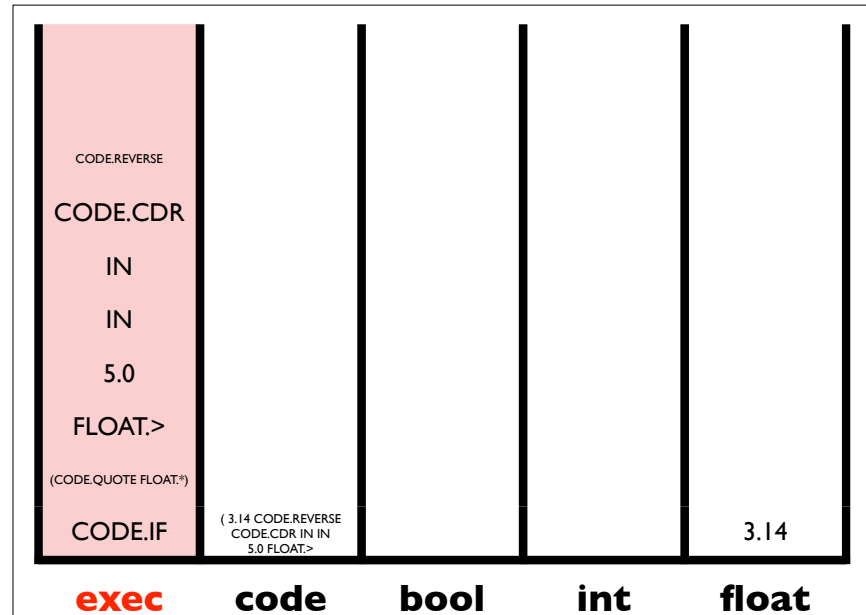 CODE.REVERSE
CODE.CDR
IN
IN
5.0
FLOAT.>
(CODE.QUOTE FLOAT.*)
CODE.IF
( 3.14 CODE.REVERSE
CODE.CDR IN IN
5.0 FLOAT.>
3.14
exec code bool int float